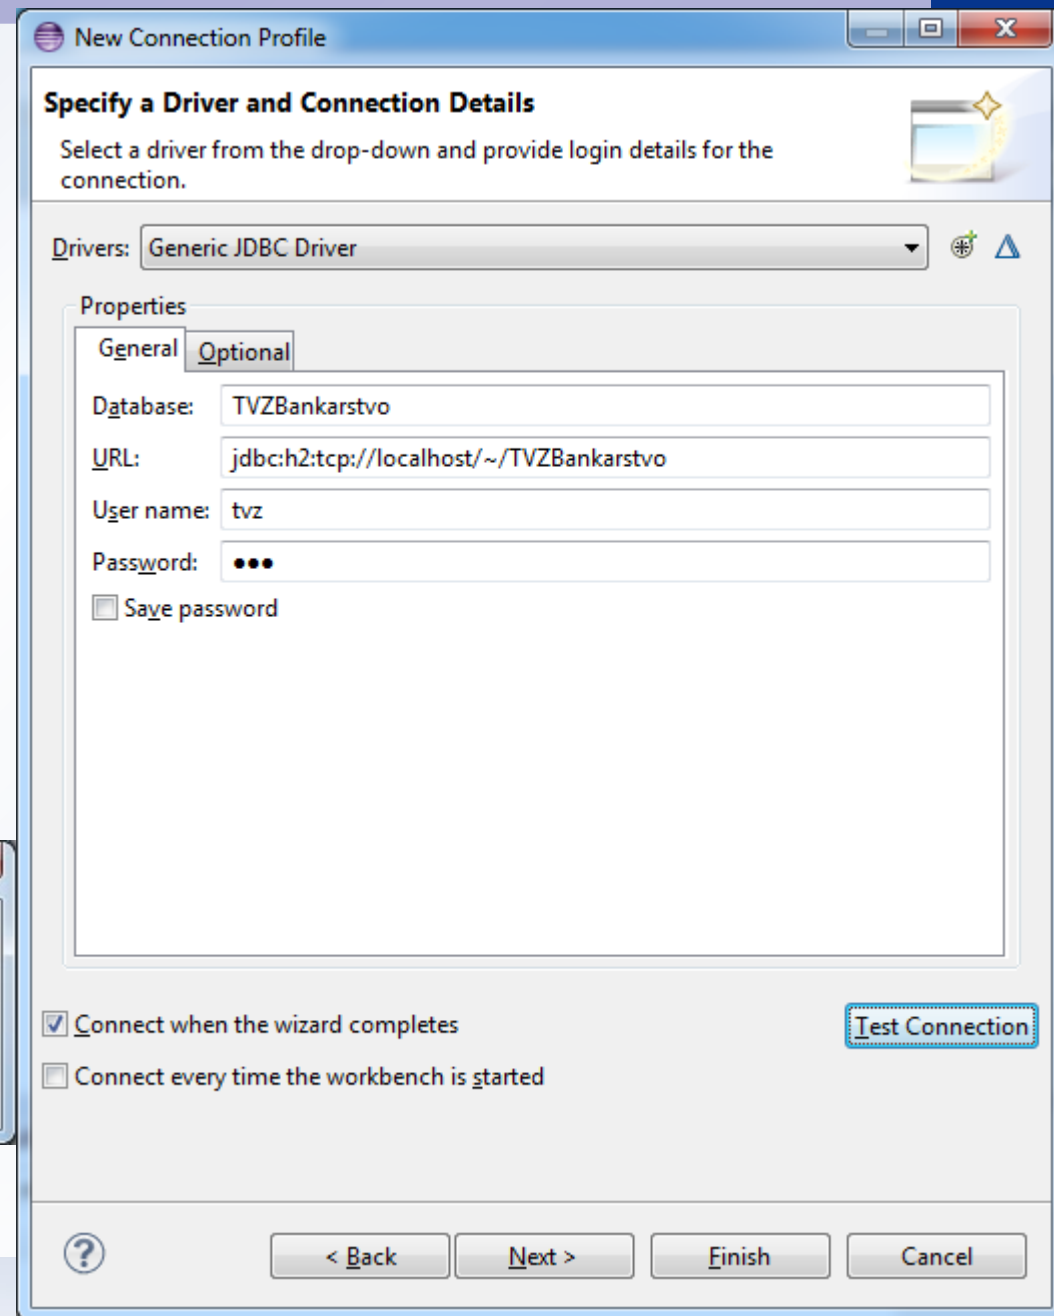 New Connection Profile
Specify a Driver and Connection Details
Select a driver from the drop-down and provide login details for the
connection.
Drivers: Generic JDBC Driver
Properties
General Optional
Database: TVZBankarstvo
URL: jdbc:h2:tcp://localhost/~/TVZBankarstvo
User name: tvz
Password: ●●●
Save password
Connect when the wizard completes Test Connection
Connect every time the workbench is started
? < Back Next > Finish Cancel